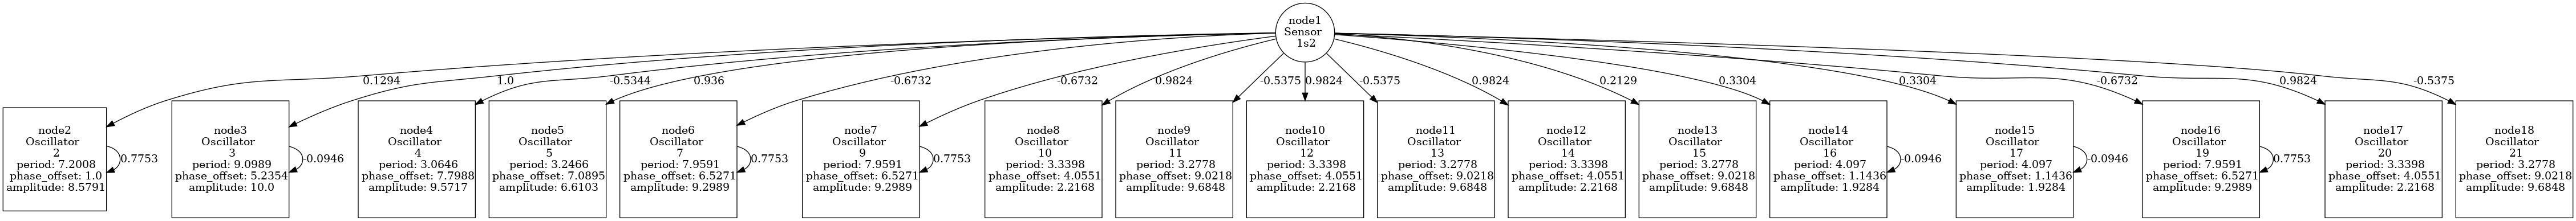 node1
Sensor
1s2
0.1294
1.0
-0.5344
0.936
-0.6732
-0.6732
0.9824
-0.5375
0.9824
-0.5375
0.9824
0.2129
0.3304
0.3304
-0.6732
0.9824
-0.5375
node2
Oscillator
2
period: 7.2008
phase_offset: 1.0
amplitude: 8.5791
0.7753
node3
Oscillator
3
period: 9.0989
phase_offset: 5.2354
amplitude: 10.0
-0.0946
node4
Oscillator
4
period: 3.0646
phase_offset: 7.7988
amplitude: 9.5717
node5
Oscillator
5
period: 3.2466
phase_offset: 7.0895
amplitude: 6.6103
node6
Oscillator
7
period: 7.9591
phase_offset: 6.5271
amplitude: 9.2989
0.7753
node7
Oscillator
9
period: 7.9591
phase_offset: 6.5271
amplitude: 9.2989
0.7753
node8
Oscillator
10
period: 3.3398
phase_offset: 4.0551
amplitude: 2.2168
node9
Oscillator
11
period: 3.2778
phase_offset: 9.0218
amplitude: 9.6848
node10
Oscillator
12
period: 3.3398
phase_offset: 4.0551
amplitude: 2.2168
node11
Oscillator
13
period: 3.2778
phase_offset: 9.0218
amplitude: 9.6848
node12
Oscillator
14
period: 3.3398
phase_offset: 4.0551
amplitude: 2.2168
node13
Oscillator
15
period: 3.2778
phase_offset: 9.0218
amplitude: 9.6848
node14
Oscillator
16
period: 4.097
phase_offset: 1.1436
amplitude: 1.9284
-0.0946
node15
Oscillator
17
period: 4.097
phase_offset: 1.1436
amplitude: 1.9284
-0.0946
node16
Oscillator
19
period: 7.9591
phase_offset: 6.5271
amplitude: 9.2989
0.7753
node17
Oscillator
20
period: 3.3398
phase_offset: 4.0551
amplitude: 2.2168
node18
Oscillator
21
period: 3.2778
phase_offset: 9.0218
amplitude: 9.6848